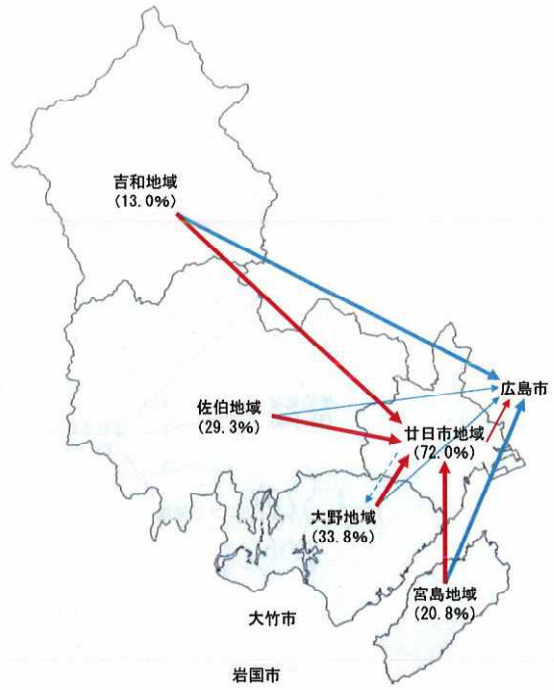 吉和地域
(13.0%)
広島市
佐伯地域
(29.3%)
廿日市地域
(72.0%)
大野地域
(33.8%)
宮島地域
(20.8%)
大竹市
岩国市